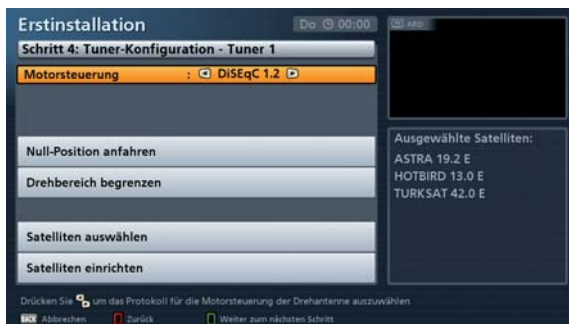 Erstinstallation
Do 00:00
ARD
Schritt 4: Tuner-Konfiguration - Tuner 1
Motorsteuerung : DiSEqC 1.2
Null-Position anfahren
Drehbereich begrenzen
Satelliten auswählen
Satelliten einrichten
Ausgewählte Satelliten:
ASTRA 19.2 E
HOTBIRD 13.0 E
TURKSAT 42.0 E
Drücken Sie um das Protokoll für die Motorsteuerung der Drehantenne auszuwählen
BACK Abbrechen Zurück Weiter zum nächsten Schritt